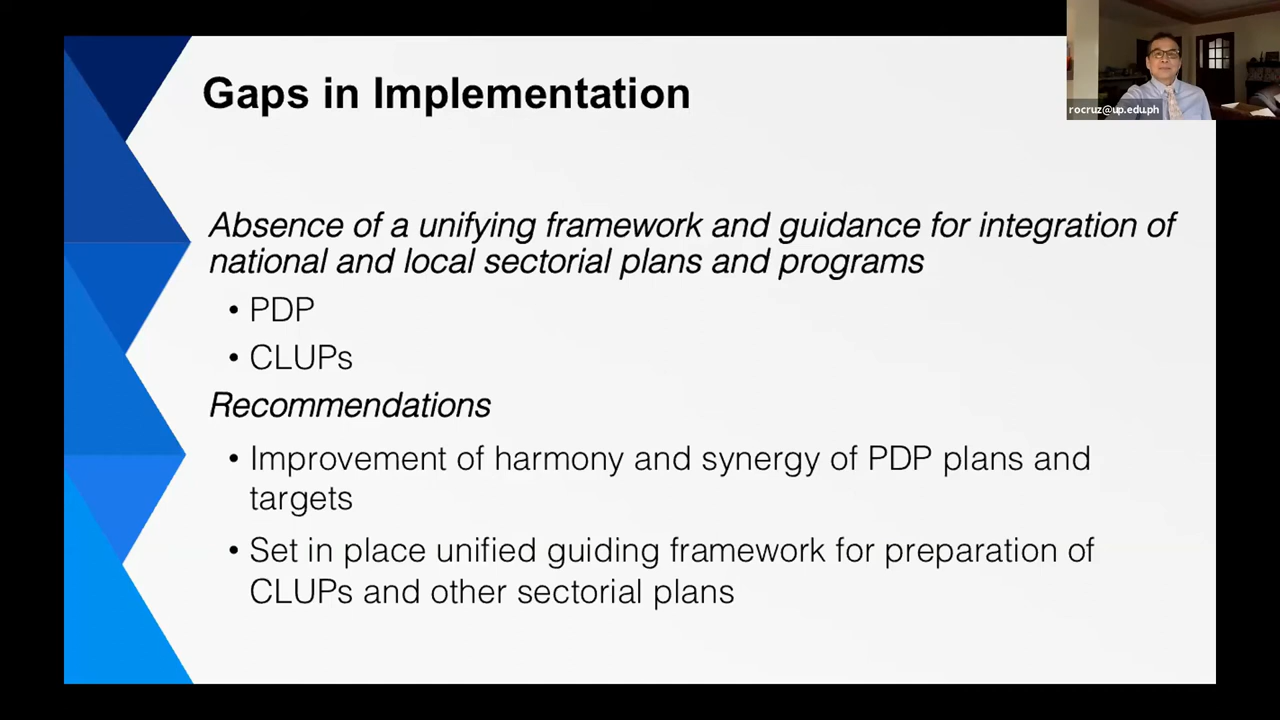 Gaps in Implementation
rocruz@up.edu.ph
Absence of a unifying framework and guidance for integration of
national and local sectorial plans and programs
• PDP
• CLUPs
Recommendations
• Improvement of harmony and synergy of PDP plans and
targets
• Set in place unified guiding framework for preparation of
CLUPs and other sectorial plans